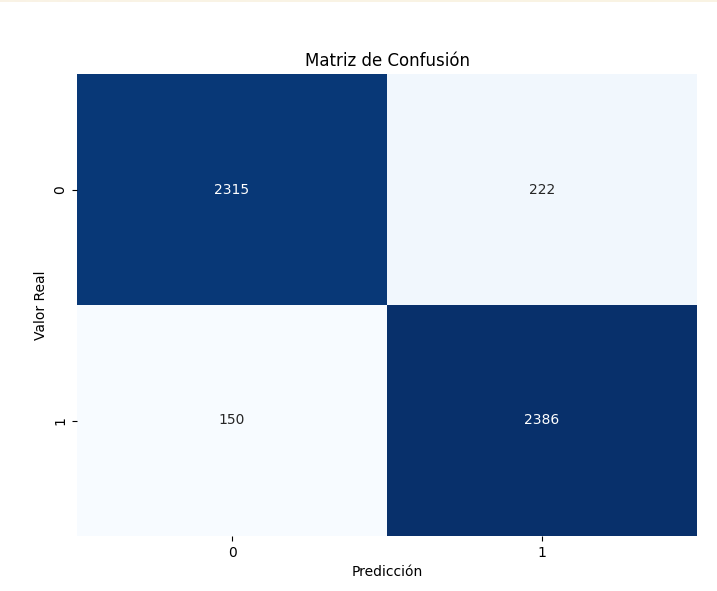 Matriz de Confusión
Valor Real
0
2315
222
1
150
2386
0
1
Predicción